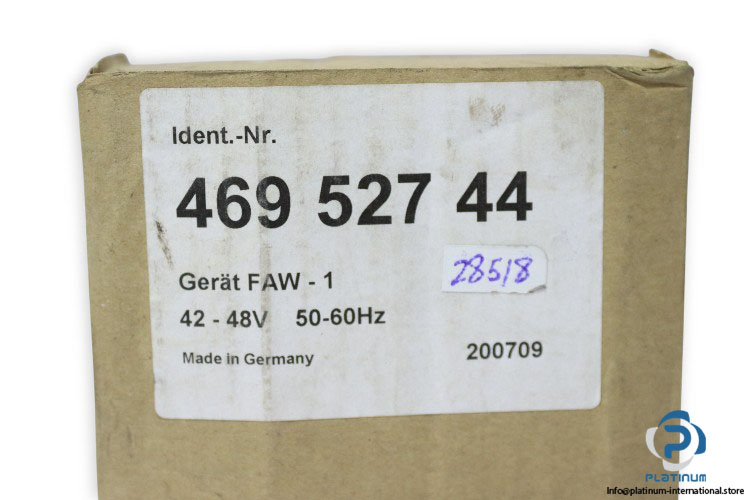 Ident.-Nr.
469 527 44
28518
Gerät FAW - 1
42 - 48V 50-60Hz
Made in Germany 200709
PLATINUM
Info@platinum-international.store